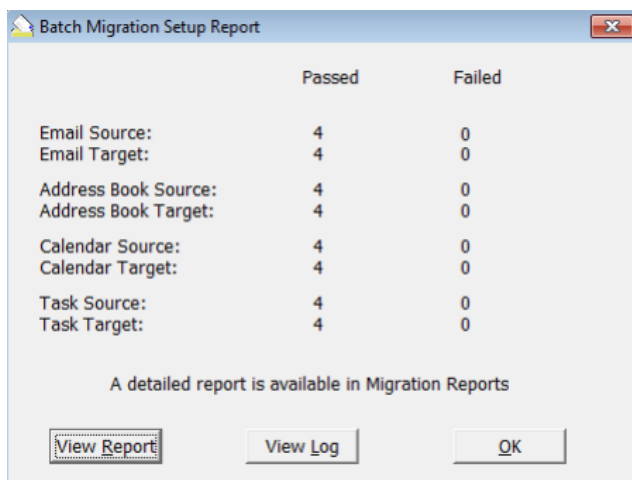 Batch Migration Setup Report
Passed Failed
Email Source: 4 0
Email Target: 4 0
Address Book Source: 4 0
Address Book Target: 4 0
Calendar Source: 4 0
Calendar Target: 4 0
Task Source: 4 0
Task Target: 4 0
A detailed report is available in Migration Reports
View Report View Log OK